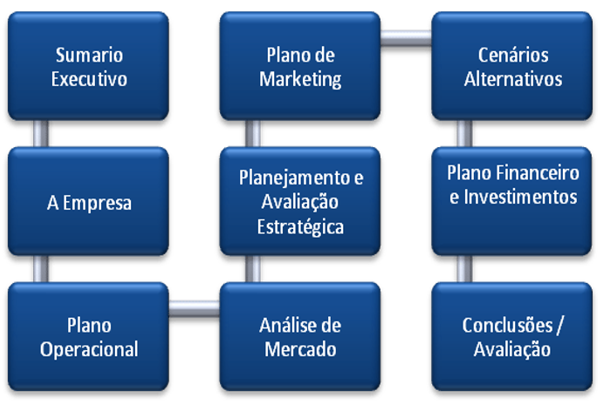 Sumario
Executivo
A Empresa
Plano
Operacional
Análise de
Mercado
Planejamento e
Avaliação
Estratégica
Plano de
Marketing
Cenários
Alternativos
Plano Financeiro
e Investimentos
Conclusões /
Avaliação